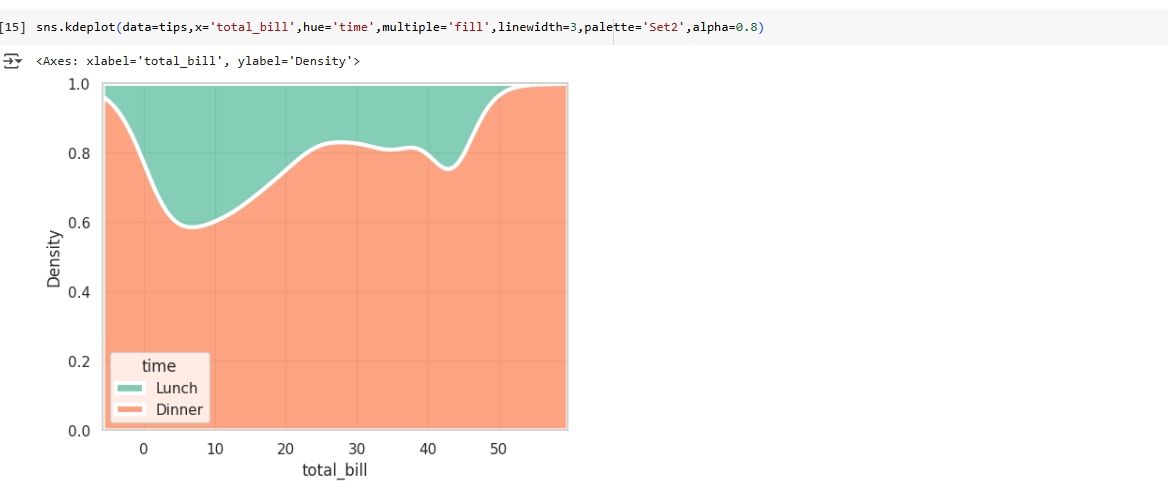 [15] sns.kdeplot(data=tips,x='total_bill',hue='time',multiple='fill',linewidth=3,palette='Set2',alpha=0.8)
<Axes: xlabel='total_bill', ylabel='Density'>
1.0
0.8
0.6
0.4
0.2
0.0
Density
time
Lunch
Dinner
0 10 20 30 40 50
total_bill